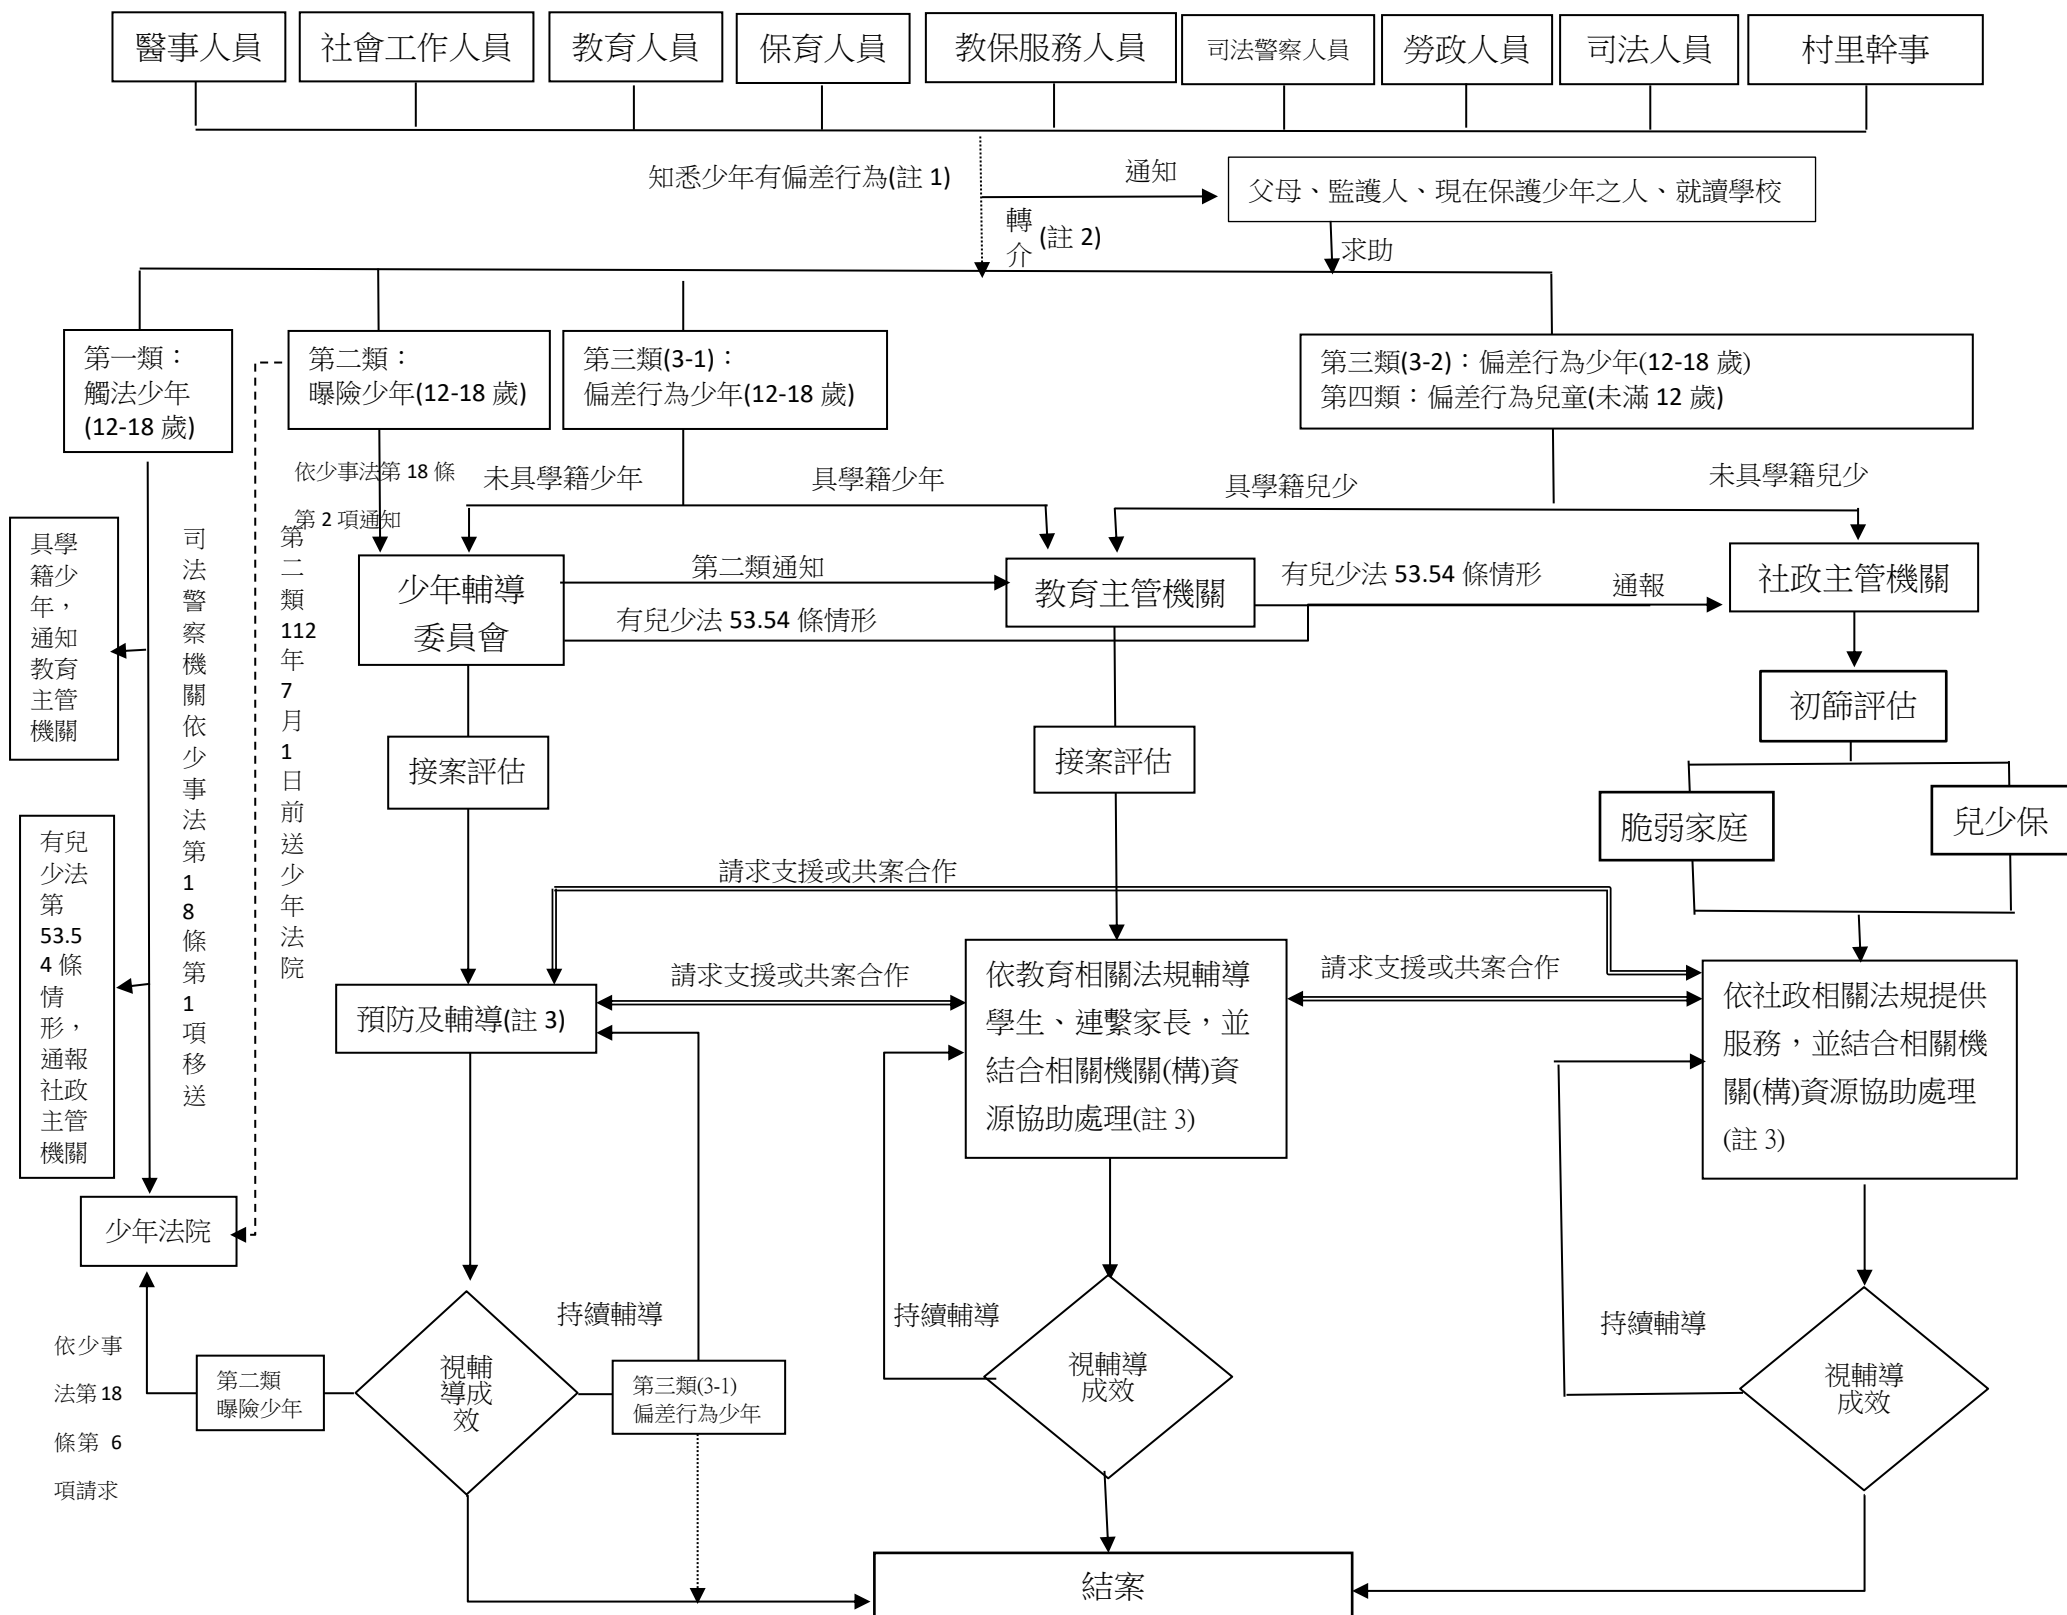 醫事人員
社會工作人員
教育人員
保育人員
教保服務人員
司法警察人員
勞政人員
司法人員
村里幹事
知悉少年有偏差行為(註 1)
通知
父母、監護人、現在保護少年之人、就讀學校
轉
介
(註 2)
求助
第一類：
觸法少年
(12-18 歲)
第二類：
曝險少年(12-18 歲)
第三類(3-1)：
偏差行為少年(12-18 歲)
第三類(3-2)：偏差行為少年(12-18 歲)
第四類：偏差行為兒童(未滿 12 歲)
依少事法第 18 條
第 2 項通知
未具學籍少年
具學籍少年
具學籍兒少
未具學籍兒少
具學
籍少
年，
通知
教育
主管
機關
司
法
警
察
機
關
依
少
事
法
第
1
8
條
第
1
項
移
送
第
二
類
112
年
7
月
1
日
前
送
少
年
法
院
少年輔導
委員會
第二類通知
有兒少法 53.54 條情形
教育主管機關
有兒少法 53.54 條情形
通報
社政主管機關
初篩評估
接案評估
接案評估
脆弱家庭
兒少保
有兒
少法
第
53.5
4 條
情
形，
通報
社政
主管
機關
請求支援或共案合作
請求支援或共案合作
請求支援或共案合作
預防及輔導(註 3)
依教育相關法規輔導
學生、連繫家長，並
結合相關機關(構)資
源協助處理(註 3)
依社政相關法規提供
服務，並結合相關機
關(構)資源協助處理
(註 3)
少年法院
依少事
法第 18
條第 6
項請求
第二類
曝險少年
視輔
導成
效
持續輔導
第三類(3-1)
偏差行為少年
持續輔導
視輔導
成效
持續輔導
視輔導
成效
結案